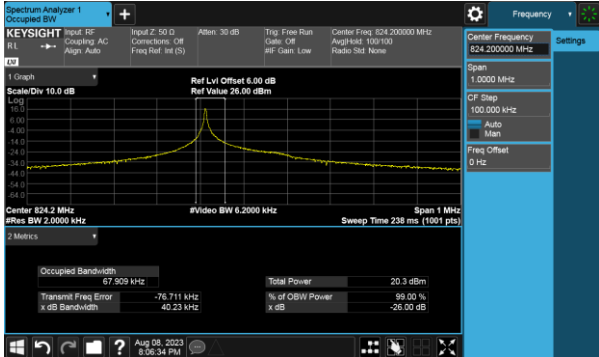 Spectrum Analyzer 1
Occupied BW
+
Frequency
KEYSIGHT
Input: RF
Input Z: 50 Ω
Atten: 30 dB
Trig: Free Run
Center Freq: 824.200000 MHz
RL
Coupling: AC
Corrections: Off
Gate: Off
Avg|Hold: 100/100
Align: Auto
Freq Ref: Int (S)
#IF Gain: Low
Radio Std: None
LXI
Center Frequency
824.200000 MHz
Settings
Span
1.0000 MHz
CF Step
100.000 kHz
Auto
Man
Freq Offset
0 Hz
1 Graph
Ref Lvl Offset 6.00 dB
Scale/Div 10.0 dB
Ref Value 26.00 dBm
Log
16.0
6.00
-4.00
-14.0
-24.0
-34.0
-44.0
-54.0
-64.0
Center 824.2 MHz
#Video BW 6.2000 kHz
Span 1 MHz
#Res BW 2.0000 kHz
Sweep Time 238 ms (1001 pts)
2 Metrics
Occupied Bandwidth
67.909 kHz
Total Power
20.3 dBm
Transmit Freq Error
-76.711 kHz
% of OBW Power
99.00 %
x dB Bandwidth
40.23 kHz
x dB
-26.00 dB
?
Aug 08, 2023
8:06:34 PM